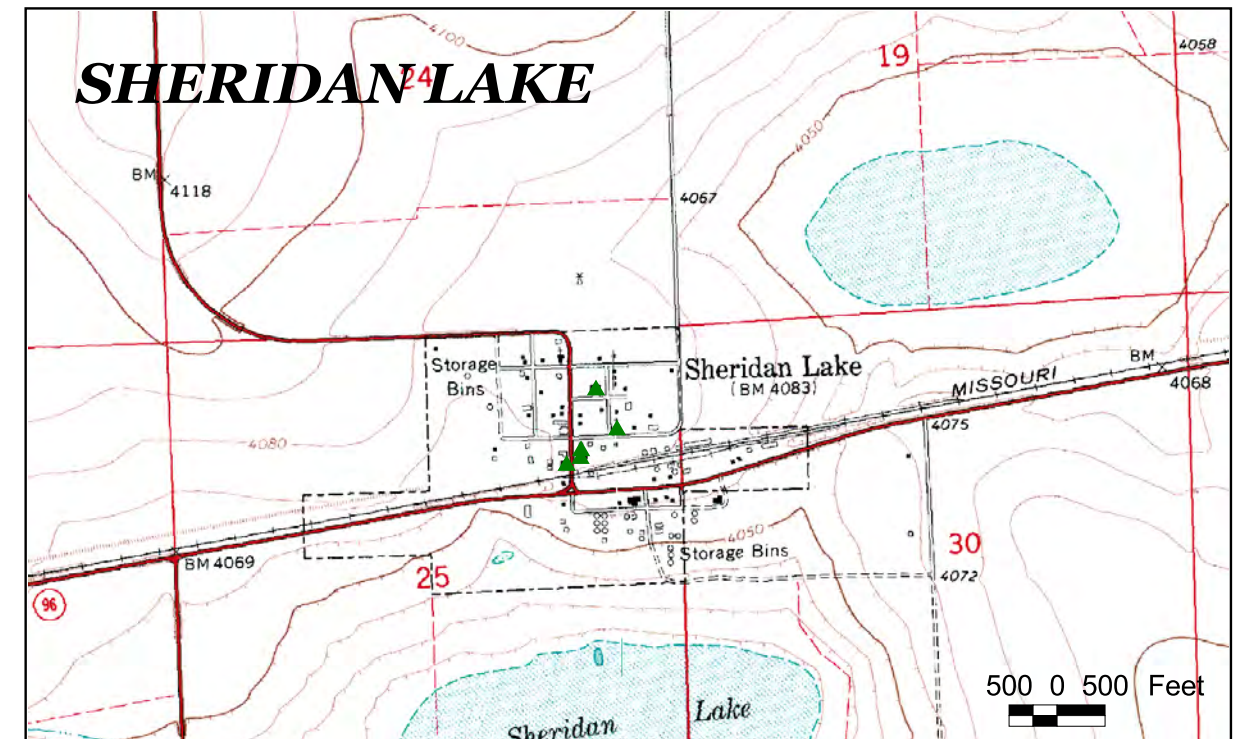 4100
SHERIDAN LAKE
24
19
4058
4050
BM
4118
4067
Storage
Bins
Sheridan Lake
(BM 4083)
MISSOURI
BM
4068
4075
4080
4050
Storage Bins
30
BM 4069
25
4072
96
500 0 500 Feet
Sheridan Lake